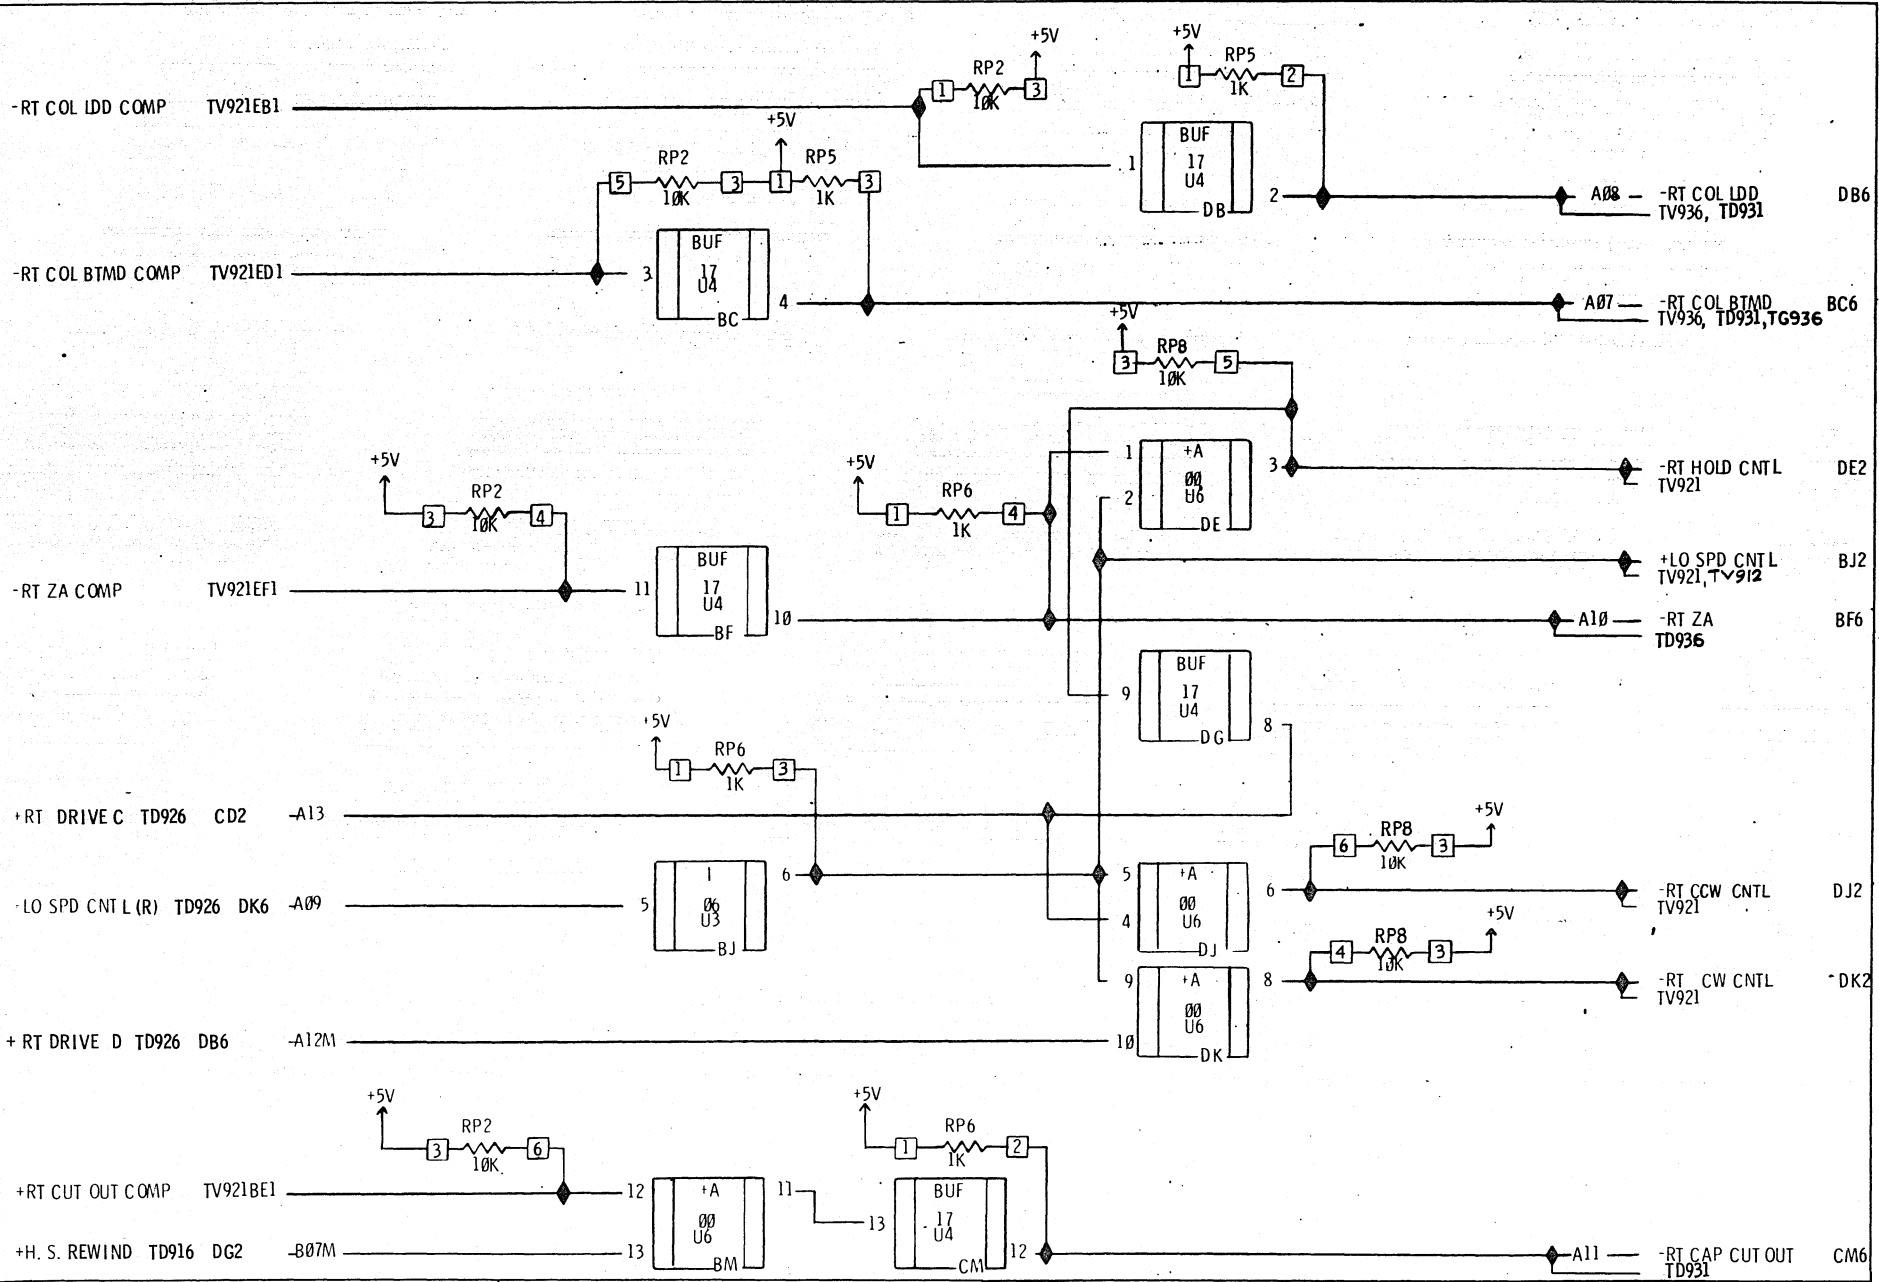 +5V
RP2
1 3
10K
+5V
RP5
1 2
1K
-RT COL LDD COMP TV921EB1
1 BUF
17
U4
DB
2
A08 -RT COL LDD DB6
TV936, TD931
+5V
RP2 RP5
5 3 1 3
10K 1K
-RT COL BTMD COMP TV921ED1
3 BUF
17
U4
BC
4
A07 -RT COL BTMD BC6
TV936, TD931, TG936
+5V
RP8
3 5
10K
+5V
RP2
3 4
10K
+5V
RP6
1 4
1K
1 +A
2 00
U6
DE
3
-RT HOLD CNTL DE2
TV921
+LO SPD CNTL BJ2
TV921, TV912
-RT ZA COMP TV921EF1
11 BUF
17
U4
BF
10
A10 -RT ZA BF6
TD936
9 BUF
17
U4
DG
8
+5V
RP6
1 3
1K
+RT DRIVE C TD926 CD2 A13
-LO SPD CNTL (R) TD926 DK6 A09
5 I
06
U3
BJ
6
5 +A
4 00
U6
DJ
6
+5V
RP8
6 3
10K
-RT CCW CNTL DJ2
TV921
+5V
RP8
4 3
10K
9 +A
10 00
U6
DK
8
-RT CW CNTL DK2
TV921
+ RT DRIVE D TD926 DB6 A12M
+5V
RP2
3 6
10K
+5V
RP6
1 2
1K
+RT CUT OUT COMP TV921BE1
+H. S. REWIND TD916 DG2 B07M
12 +A
13 00
U6
BM
11
13 BUF
17
U4
CM
12
A11 -RT CAP CUT OUT CM6
TD931